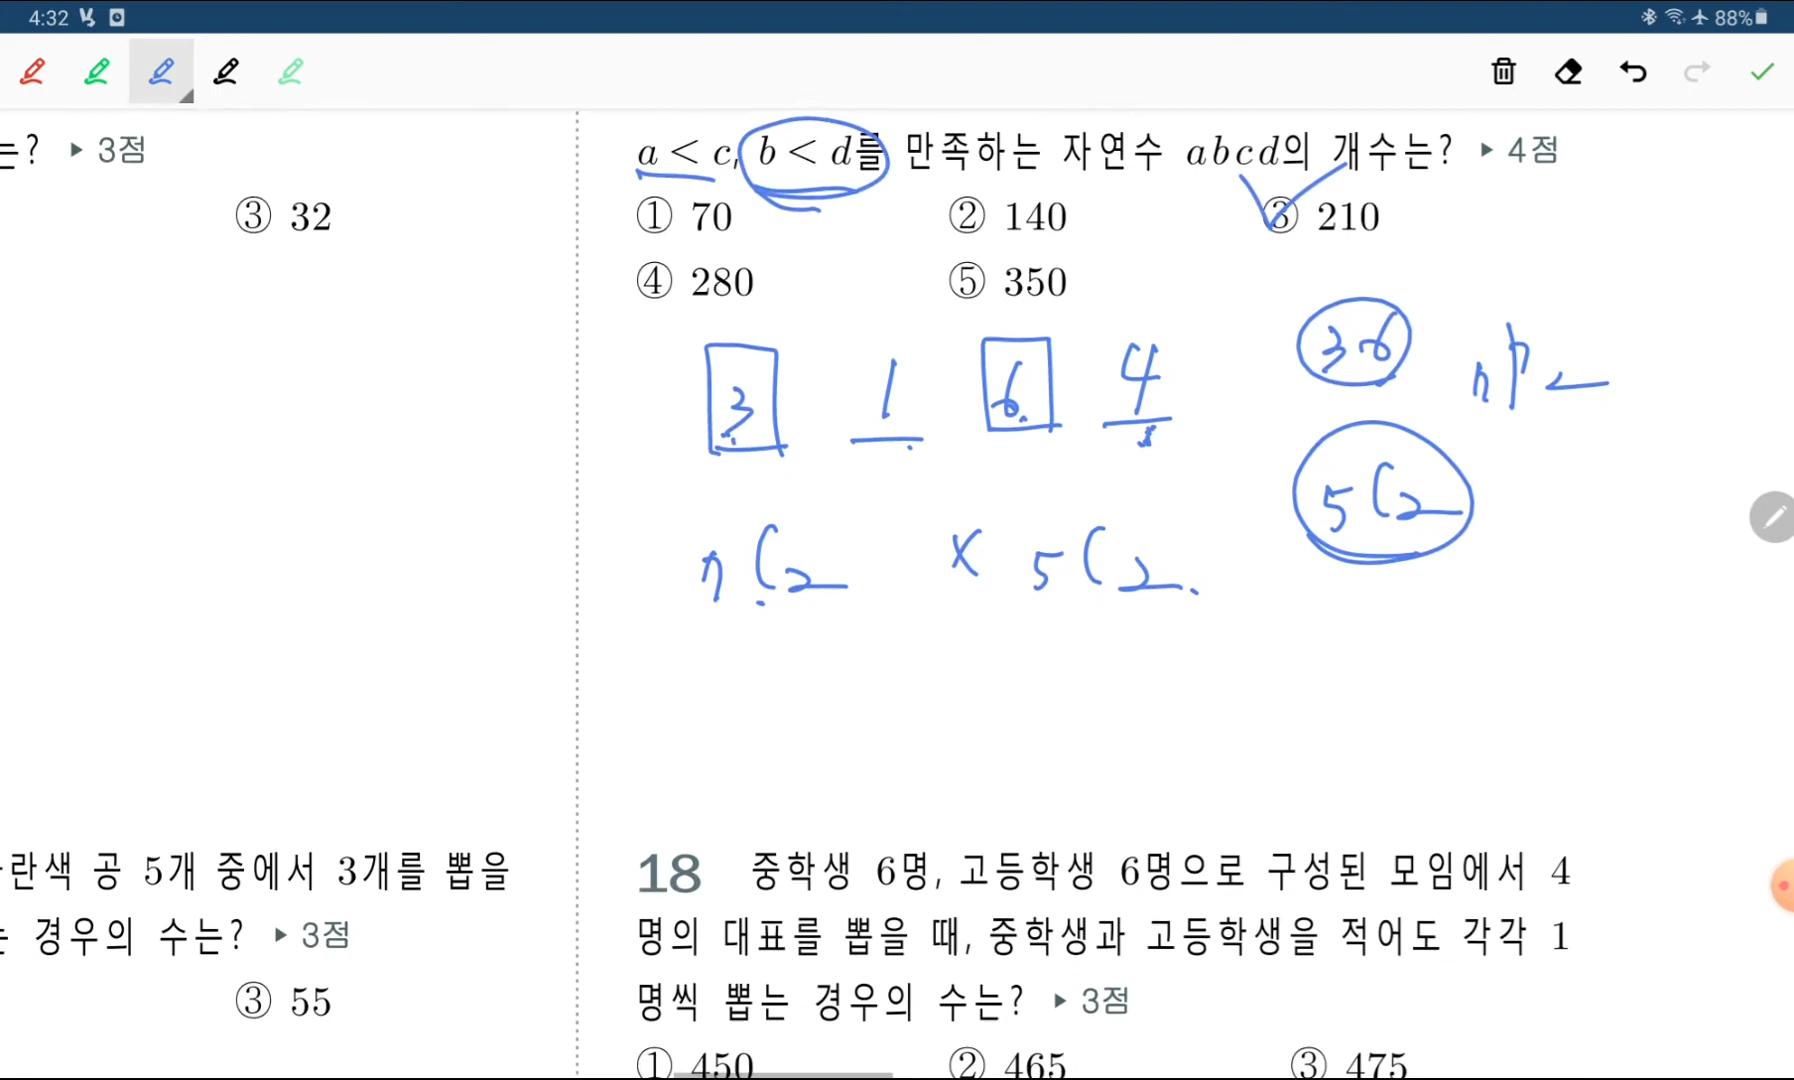 4:32 88%
는? ▶ 3점
③ 32
a < c, b < d를 만족하는 자연수 abcd의 개수는? ▶ 4점
① 70 ② 140 ③ 210
④ 280 ⑤ 350
3 1 6 4
36
nP2
5C2
7C2 × 5C2.
란색 공 5개 중에서 3개를 뽑을
경우의 수는? ▶ 3점
③ 55
18 중학생 6명, 고등학생 6명으로 구성된 모임에서 4
명의 대표를 뽑을 때, 중학생과 고등학생을 적어도 각각 1
명씩 뽑는 경우의 수는? ▶ 3점
① 450 ② 465 ③ 475